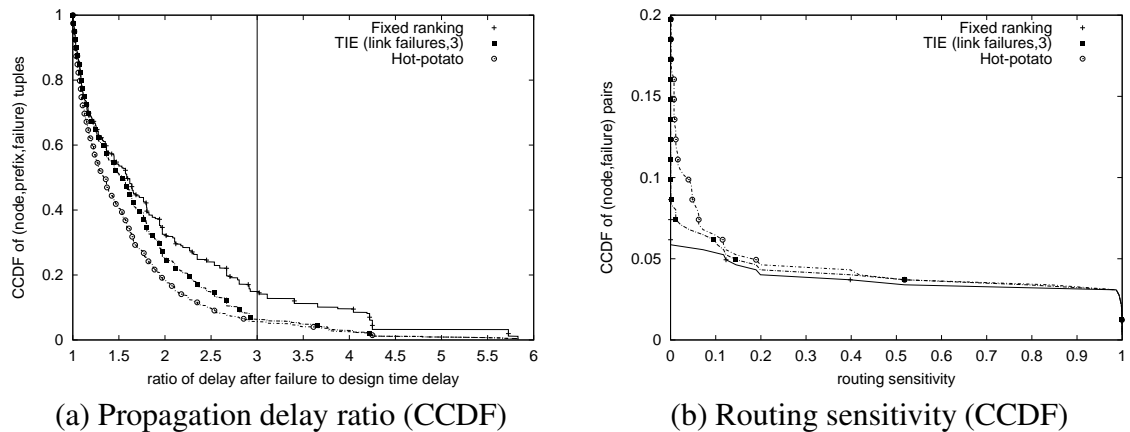 Fixed ranking
TIE (link failures,3)
Hot-potato
CCDF of (node,prefix,failure) tuples
1
0.8
0.6
0.4
0.2
0
1 1.5 2 2.5 3 3.5 4 4.5 5 5.5 6
ratio of delay after failure to design time delay
(a) Propagation delay ratio (CCDF)
Fixed ranking
TIE (link failures,3)
Hot-potato
CCDF of (node,failure) pairs
0.2
0.15
0.1
0.05
0
0 0.1 0.2 0.3 0.4 0.5 0.6 0.7 0.8 0.9 1
routing sensitivity
(b) Routing sensitivity (CCDF)